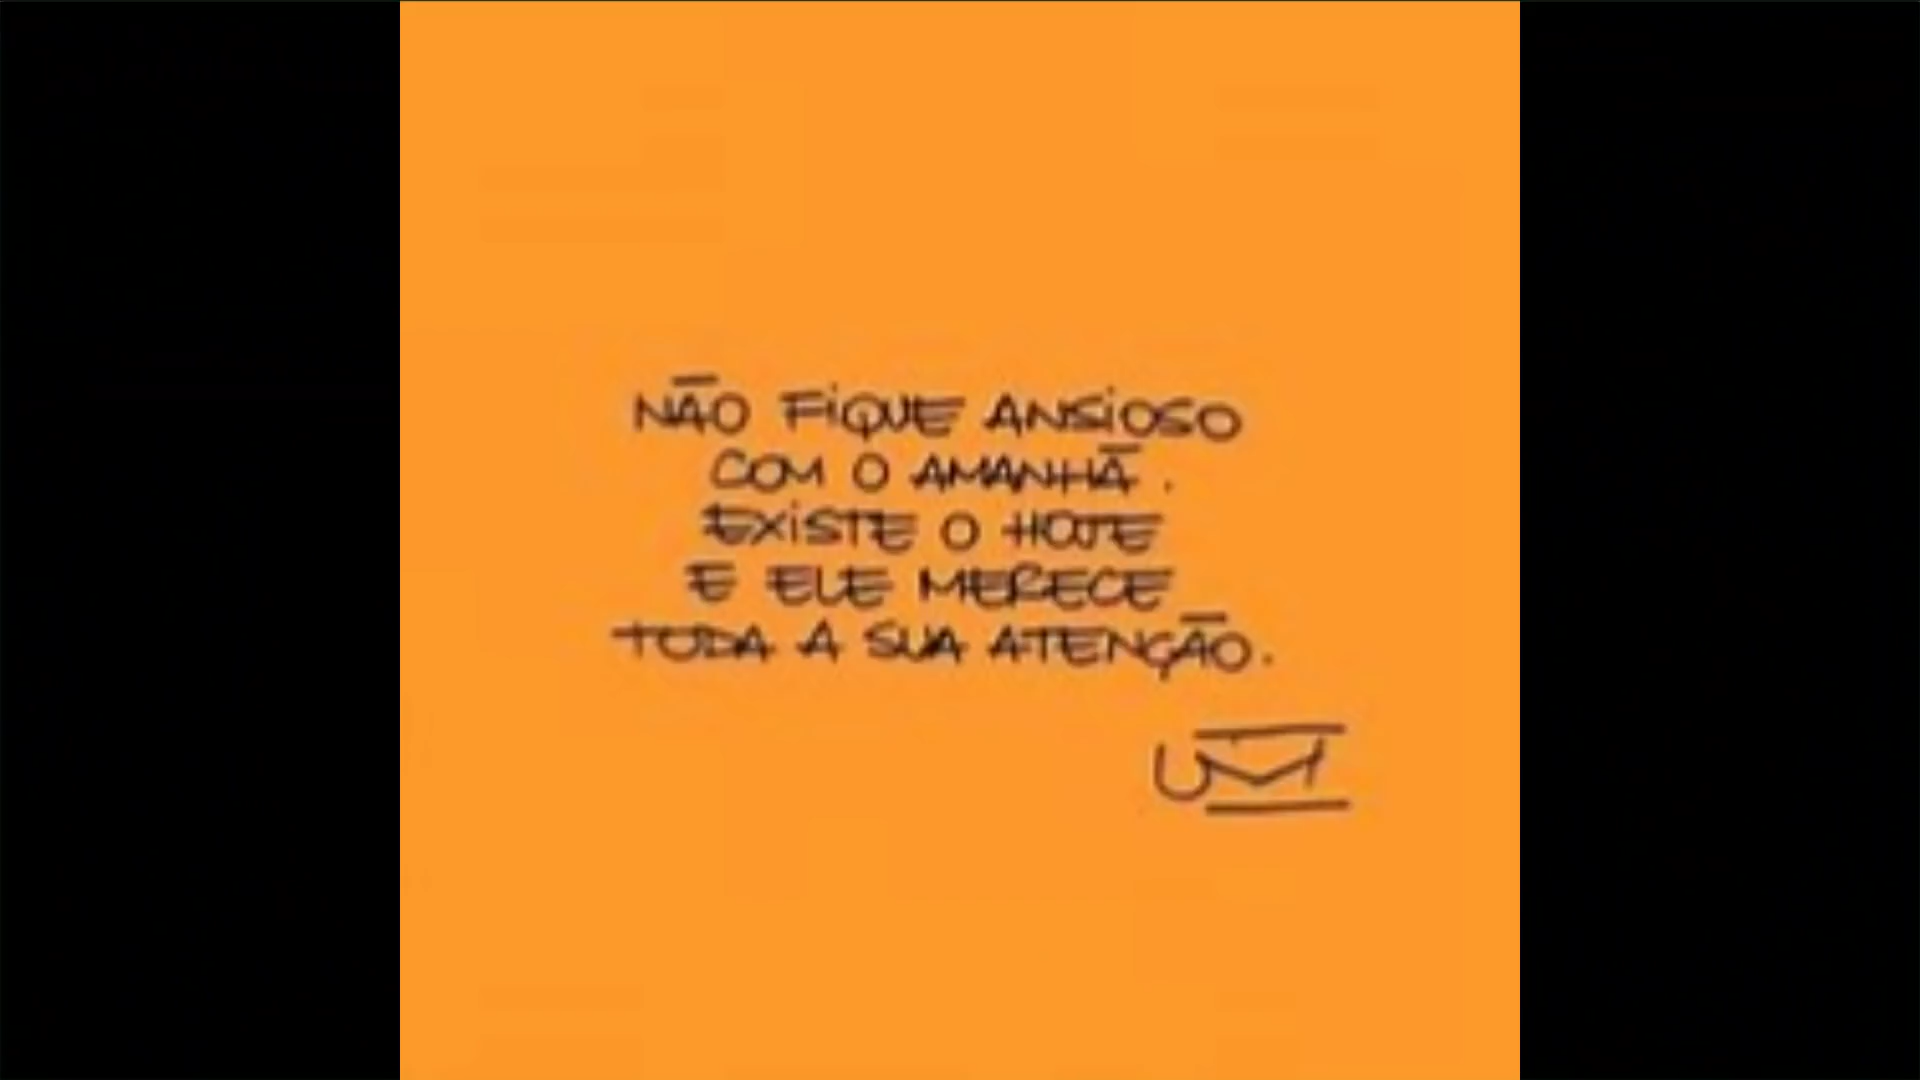 NÃO FIQUE ANSIOSO
COM O AMANHÃ.
EXISTE O HOJE
E ELE MERECE
TODA A SUA ATENÇÃO.